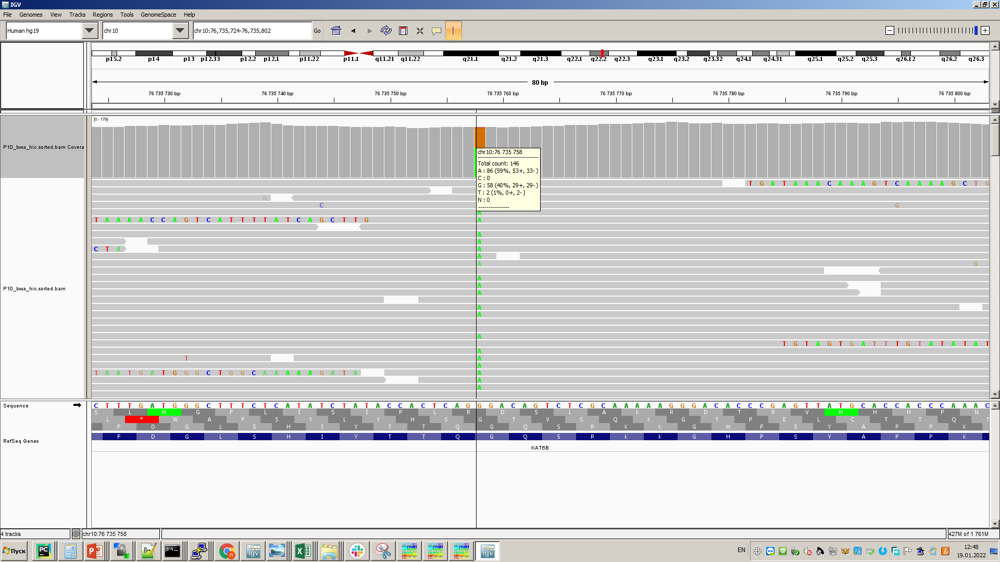 IGV
File Genomes View Tracks Regions Tools GenomeSpace Help
Human hg19 chr10 chr10:76,735,724-76,735,802 Go
p15.2 p14 p13 p12.33 p12.2 p12.1 p11.22 p11.1 q11.21 q11.22 q21.1 q21.2 q21.3 q22.1 q22.2 q22.3 q23.1 q23.2 q23.32 q24.1 q24.31 q25.1 q25.2 q25.3 q26.12 q26.2 q26.3
80 bp
76 735 730 bp 76 735 740 bp 76 735 750 bp 76 735 760 bp 76 735 770 bp 76 735 780 bp 76 735 790 bp 76 735 800 bp
[0 - 179]
P10_bwa_hic.sorted.bam Covera
chr10:76 735 758
Total count: 146
A : 86 (59%, 53+, 33- )
C : 0
G : 58 (40%, 29+, 29- )
T : 2 (1%, 0+, 2- )
N : 0
---------------
T G A T A A A C A A A G T C A A A A G C T G
N
C G
A
T A A A A C C A G T C A T T T T A T C A G C T T G A
A
A
C T A A
A
A G
A
A
A
A
A
P10_bwa_hic.sorted.bam
A
T G T A G T G A T T T G T A T A T A T
A
T A
A
T A A T G A T G G G C T G G C A A A A A G A T A A
A
A
Sequence C T T T G A T G G G C T T T C T C A T A T C T A T A C C A C T C A G G G A C A G T C T C G C A A A A A G G G A C A C C C G A G T T A T G C A C C A C C C A A A C
S L M G F L I S I P L R D S L A K R D T R V M H H P N
L * W A F S Y L Y H S G T V S Q K G T P E L C T T Q T
F D G L S H I Y T T Q G Q S R K K G H P S Y A P P K
RefSeq Genes
F D G L S H I Y T T Q G Q S R K K G H P S Y A P P K
KAT6B
4 tracks chr10:76 735 758 427M of 1 761M
Пуск EN 12:48
19.01.2022